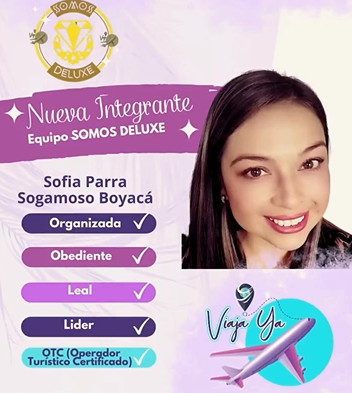 SOMOS
DELUXE
Nueva Integrante
Equipo SOMOS DELUXE
Sofia Parra
Sogamoso Boyacá
Organizada
Obediente
Leal
Lider
OTC (Operador
Turístico Certificado)
Viaja Ya